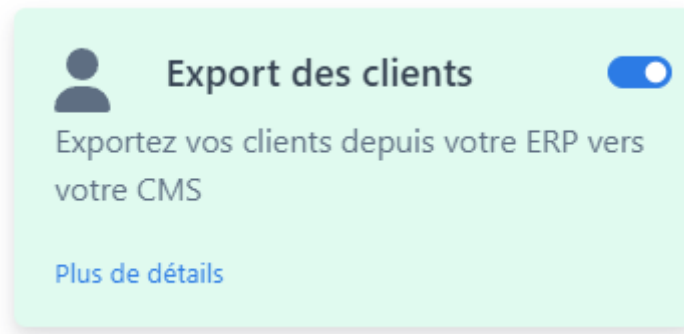 Export des clients
Exportez vos clients depuis votre ERP vers
votre CMS
Plus de détails